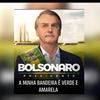 BOLSONARO
PRESIDENTE
A MINHA BANDEIRA É VERDE E
AMARELA